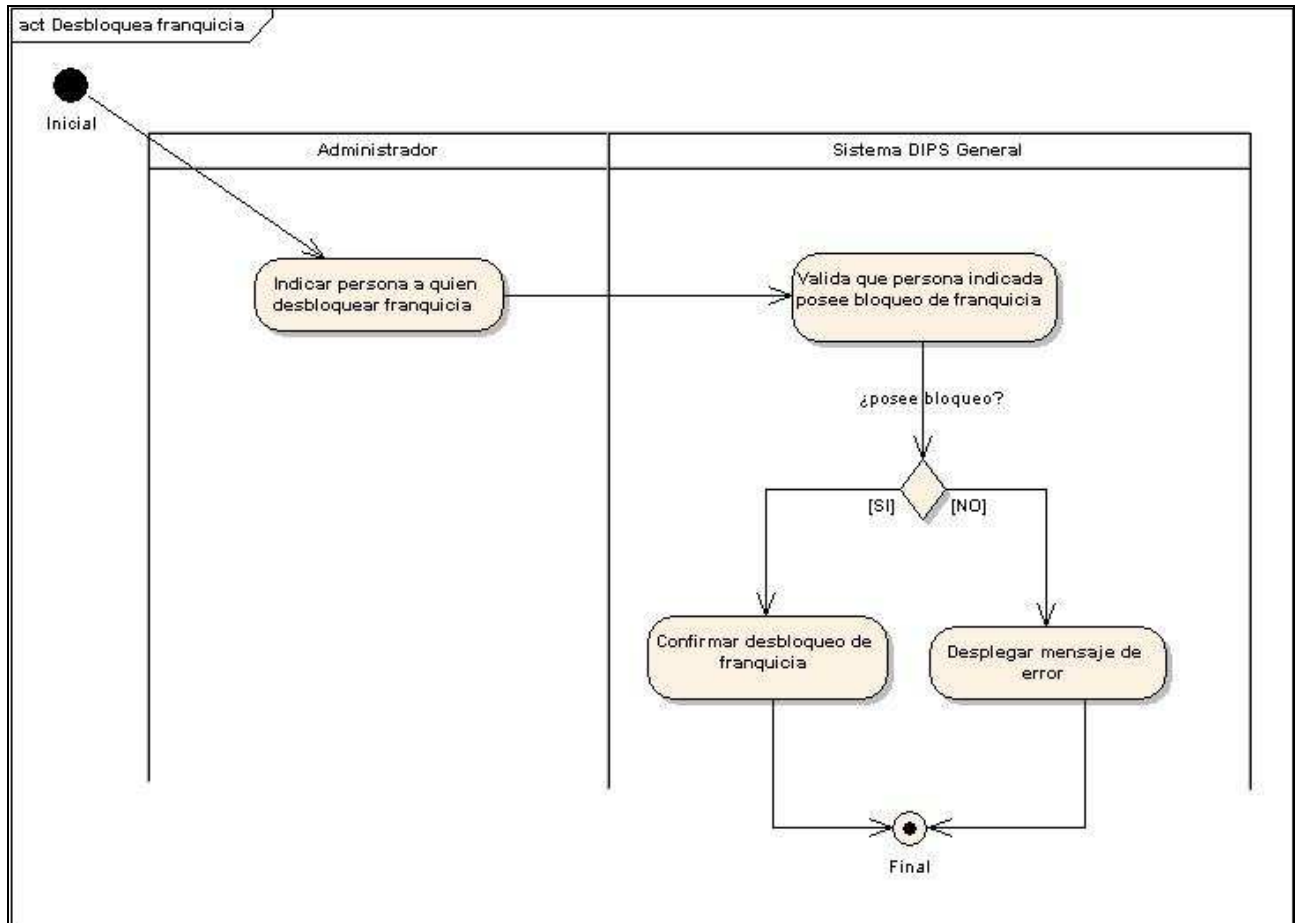 act Desbloquea franquicia
Inicial
Administrador
Sistema DIPS General
Indicar persona a quien
desbloquear franquicia
Valida que persona indicada
posee bloqueo de franquicia
¿posee bloqueo?
[SI]
[NO]
Confirmar desbloqueo de
franquicia
Desplegar mensaje de
error
Final